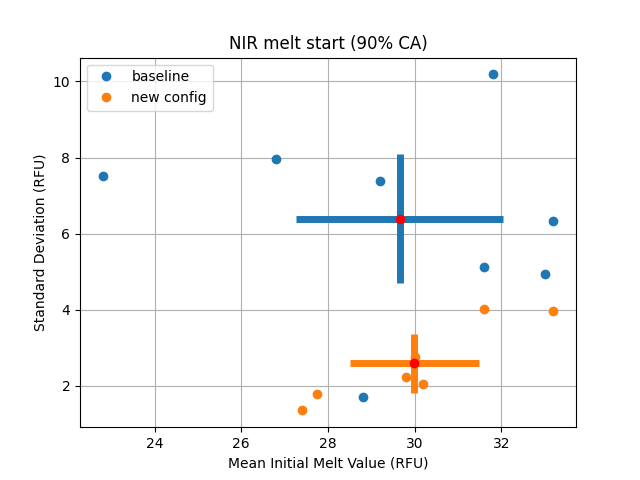 NIR melt start (90% CA)
baseline
new config
10
8
6
4
2
Standard Deviation (RFU)
24
26
28
30
32
Mean Initial Melt Value (RFU)